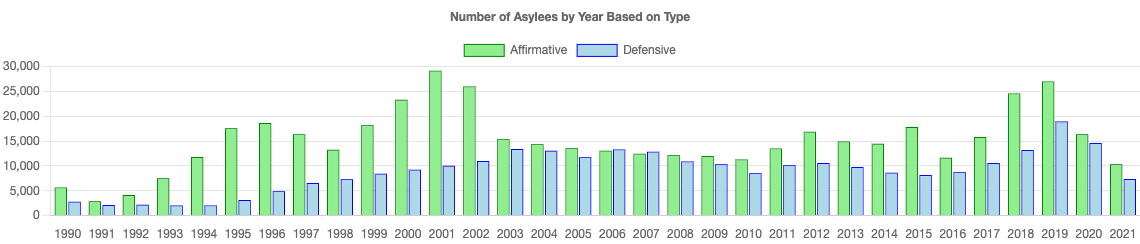 Number of Asylees by Year Based on Type
Affirmative Defensive
30,000
25,000
20,000
15,000
10,000
5,000
0
1990 1991 1992 1993 1994 1995 1996 1997 1998 1999 2000 2001 2002 2003 2004 2005 2006 2007 2008 2009 2010 2011 2012 2013 2014 2015 2016 2017 2018 2019 2020 2021